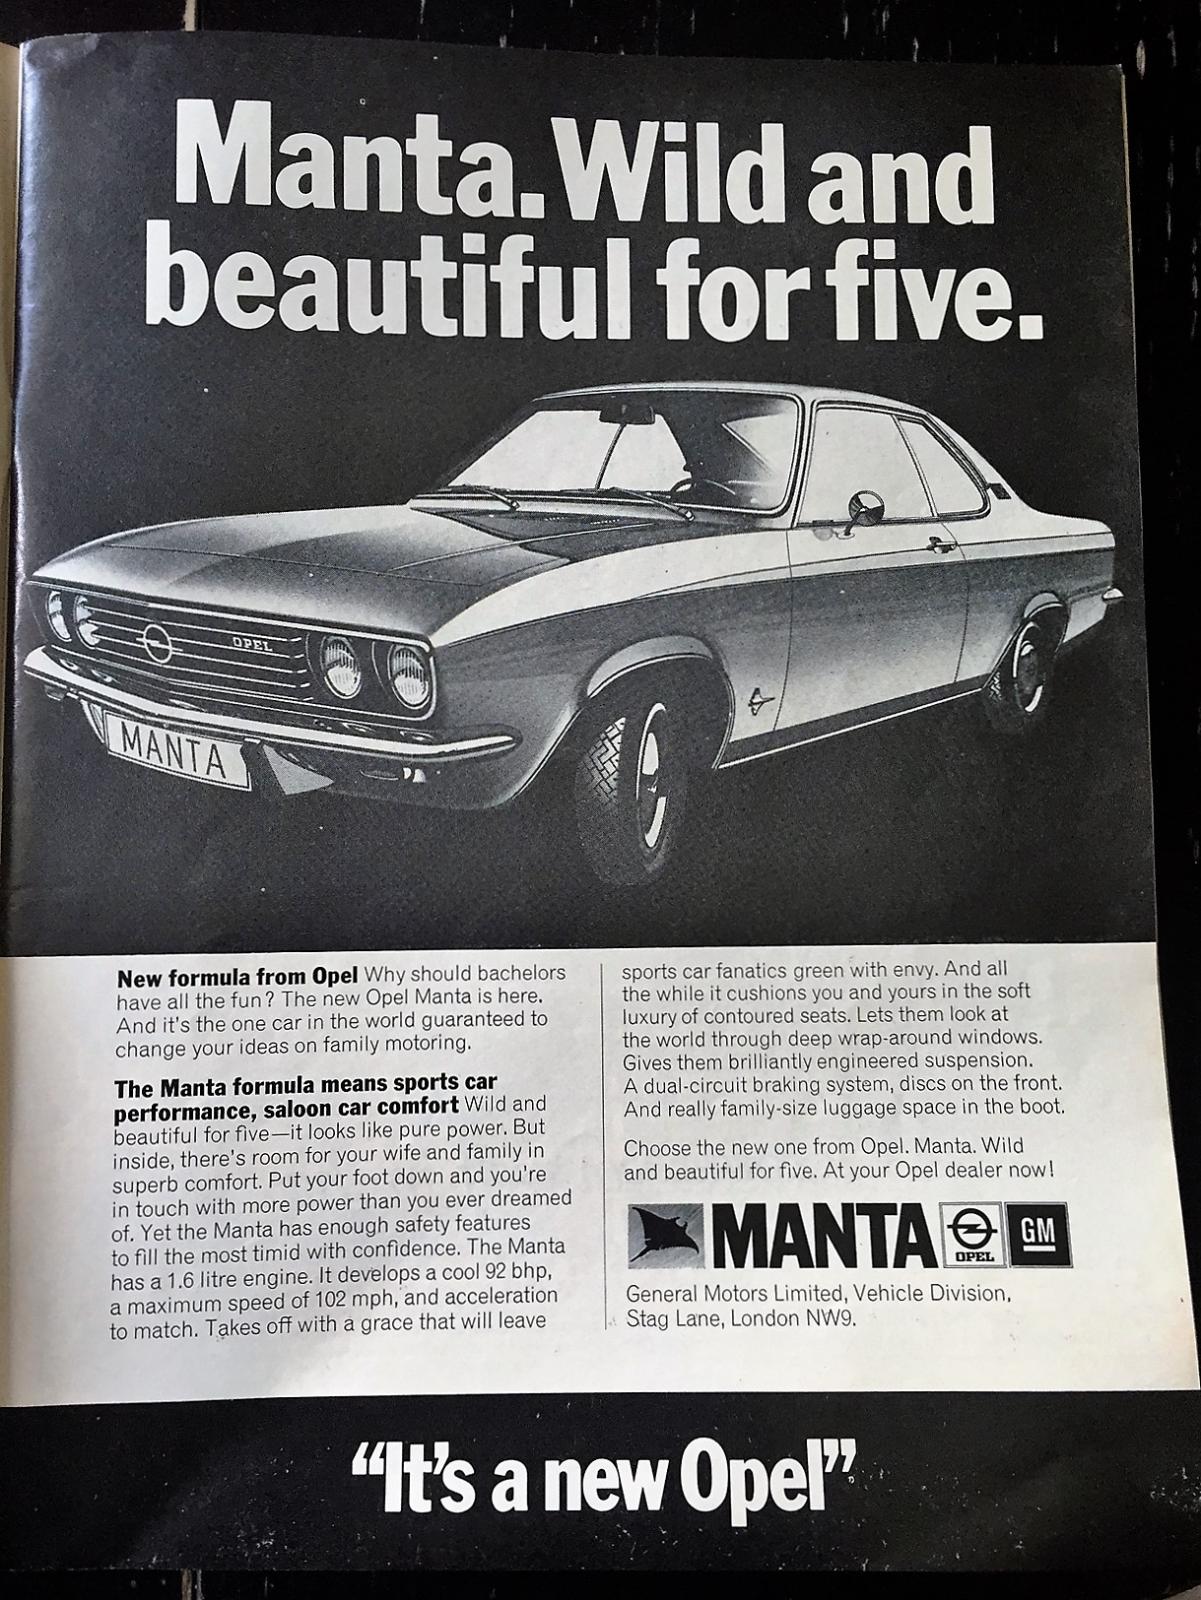 Manta. Wild and
beautiful for five.
OPEL
MANTA
New formula from Opel Why should bachelors
have all the fun? The new Opel Manta is here.
And it's the one car in the world guaranteed to
change your ideas on family motoring.
The Manta formula means sports car
performance, saloon car comfort Wild and
beautiful for five—it looks like pure power. But
inside, there's room for your wife and family in
superb comfort. Put your foot down and you're
in touch with more power than you ever dreamed
of. Yet the Manta has enough safety features
to fill the most timid with confidence. The Manta
has a 1.6 litre engine. It develops a cool 92 bhp,
a maximum speed of 102 mph, and acceleration
to match. Takes off with a grace that will leave
sports car fanatics green with envy. And all
the while it cushions you and yours in the soft
luxury of contoured seats. Lets them look at
the world through deep wrap-around windows.
Gives them brilliantly engineered suspension.
A dual-circuit braking system, discs on the front.
And really family-size luggage space in the boot.
Choose the new one from Opel. Manta. Wild
and beautiful for five. At your Opel dealer now!
MANTA OPEL GM
General Motors Limited, Vehicle Division,
Stag Lane, London NW9.
“It's a new Opel”